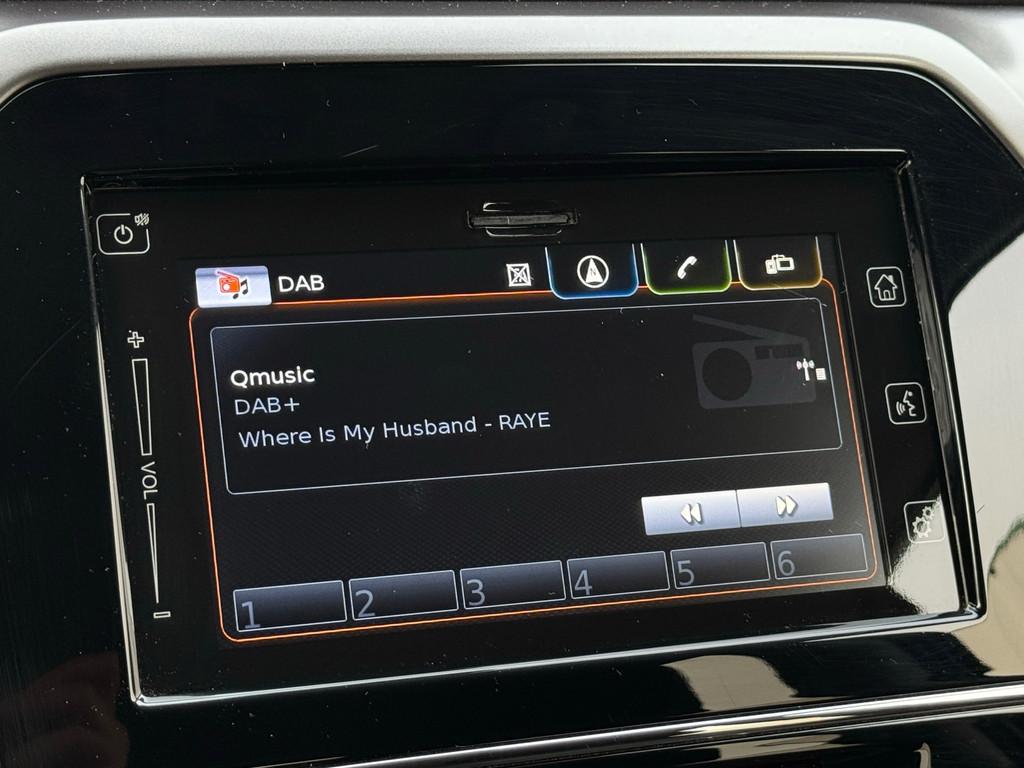 DAB
Qmusic
DAB+
Where Is My Husband - RAYE
VOL
1 2 3 4 5 6